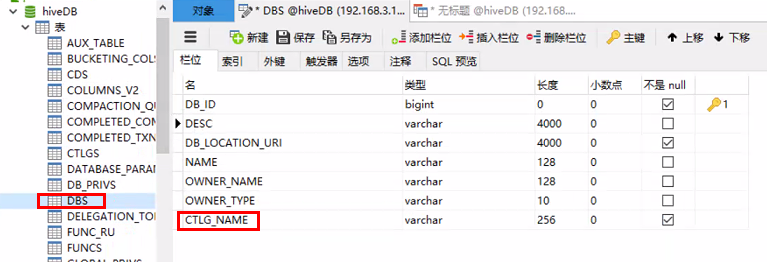 hiveDB
表
AUX_TABLE
BUCKETING_COLS
CDS
COLUMNS_V2
COMPACTION_QU
COMPLETED_COM
COMPLETED_TXN
CTLGS
DATABASE_PARAM
DB_PRIVS
DBS
DELEGATION_TO
FUNC_RU
FUNCS
对象 * DBS @hiveDB (192.168.3.1... * 无标题 @hiveDB (192.168....
新建 保存 另存为 添加栏位 插入栏位 删除栏位 主键 上移 下移
栏位 索引 外键 触发器 选项 注释 SQL 预览
名 类型 长度 小数点 不是 null
DB_ID bigint 0 0 1
DESC varchar 4000 0
DB_LOCATION_URI varchar 4000 0
NAME varchar 128 0
OWNER_NAME varchar 128 0
OWNER_TYPE varchar 10 0
CTLG_NAME varchar 256 0